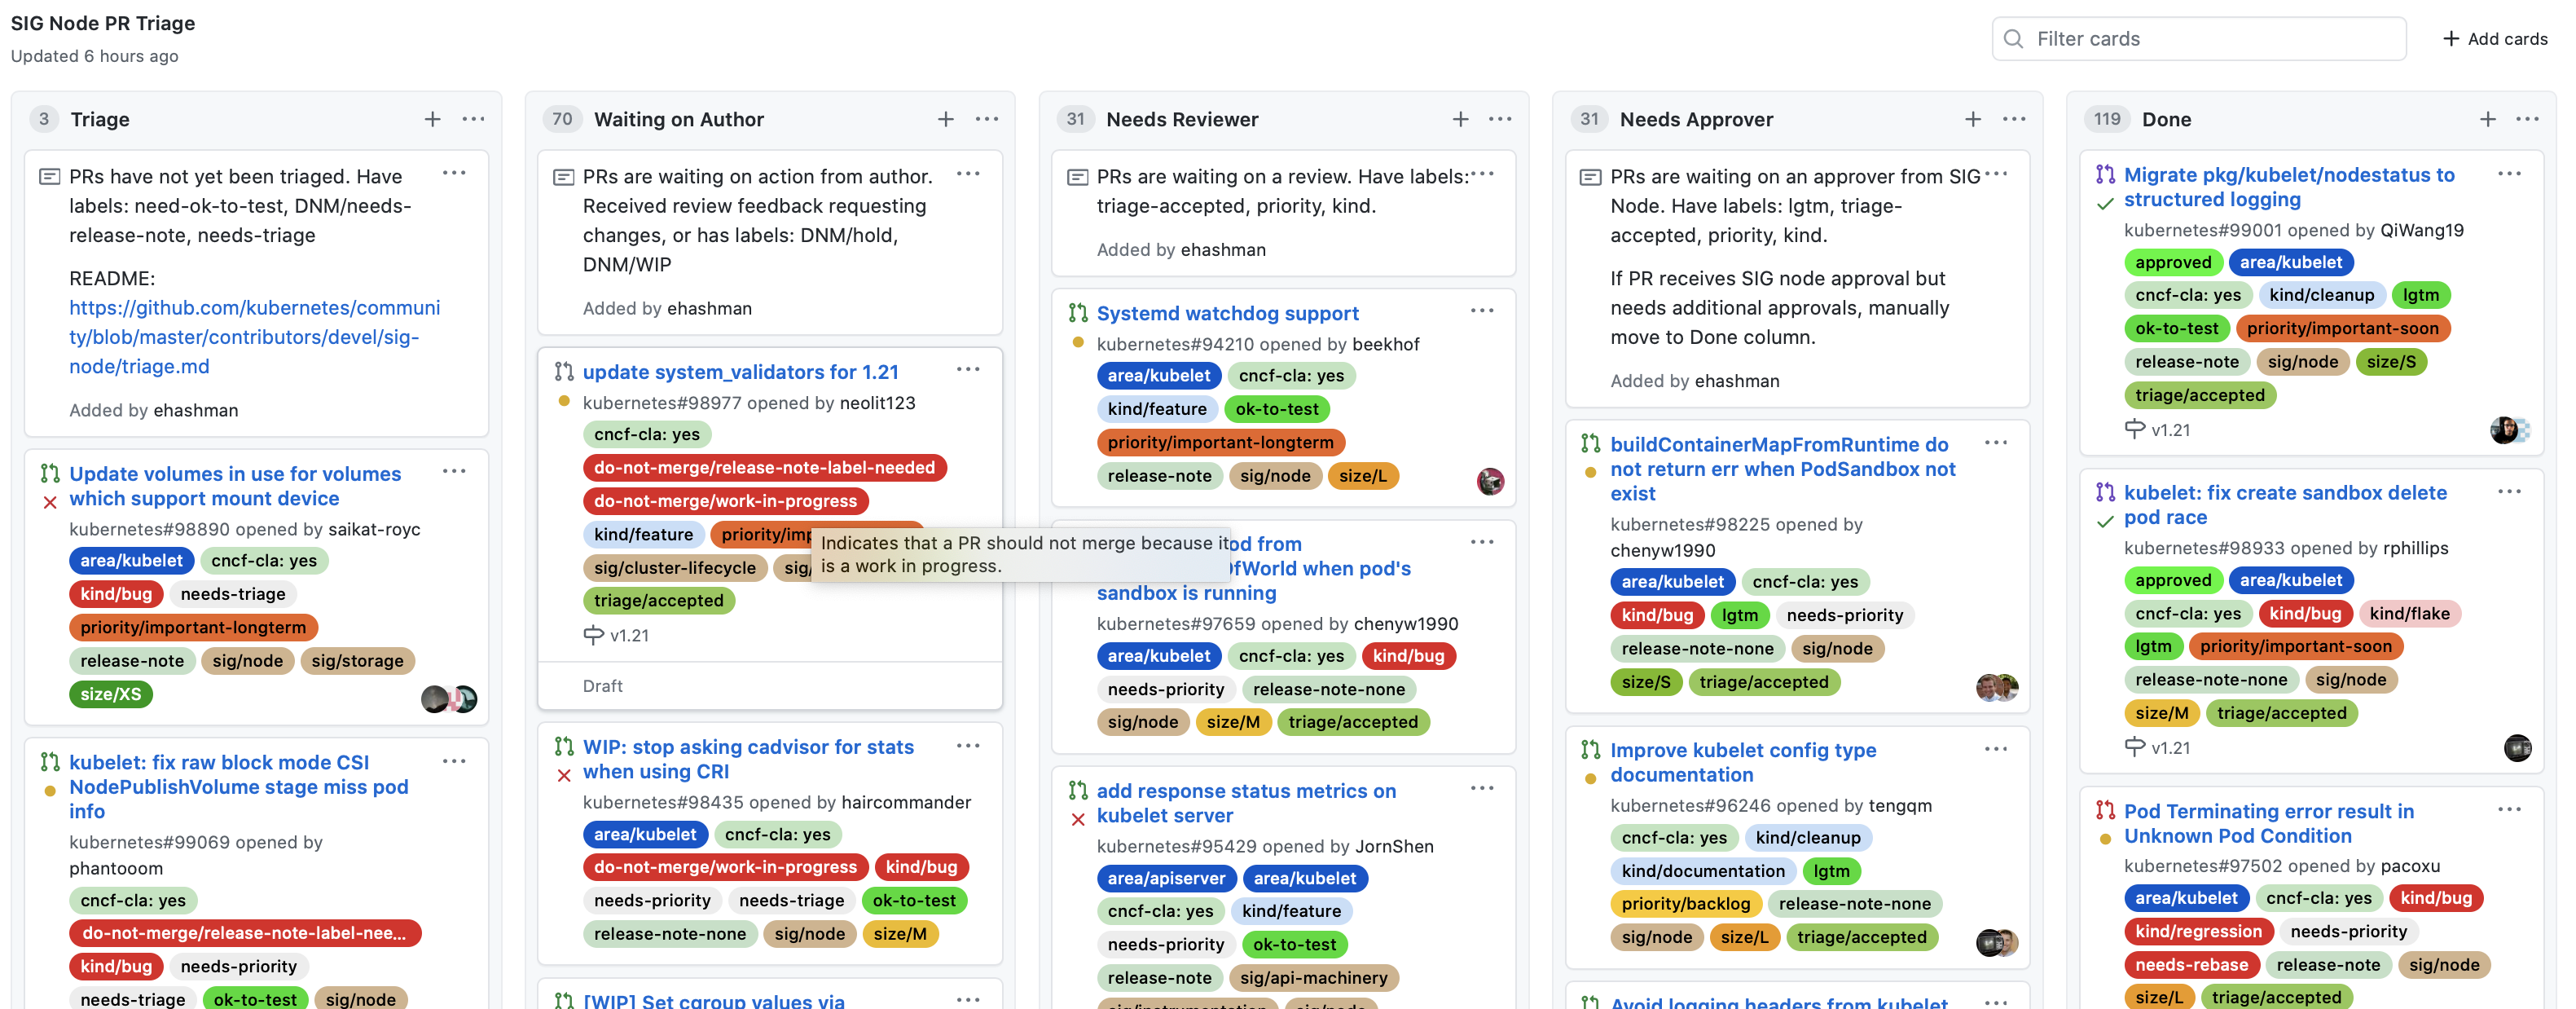 SIG Node PR Triage
Updated 6 hours ago
Filter cards
Add cards
3 Triage
PRs have not yet been triaged. Have
labels: need-ok-to-test, DNM/needs-
release-note, needs-triage
README:
https://github.com/kubernetes/communi
ty/blob/master/contributors/devel/sig-
node/triage.md
Added by ehashman
Update volumes in use for volumes
which support mount device
kubernetes#98890 opened by saikat-royc
area/kubelet cncf-cla: yes
kind/bug needs-triage
priority/important-longterm
release-note sig/node sig/storage
size/XS
kubelet: fix raw block mode CSI
NodePublishVolume stage miss pod
info
kubernetes#99069 opened by
phantooom
cncf-cla: yes
do-not-merge/release-note-label-nee...
kind/bug needs-priority
needs-triage ok-to-test sig/node
70 Waiting on Author
PRs are waiting on action from author.
Received review feedback requesting
changes, or has labels: DNM/hold,
DNM/WIP
Added by ehashman
update system_validators for 1.21
kubernetes#98977 opened by neolit123
cncf-cla: yes
do-not-merge/release-note-label-needed
do-not-merge/work-in-progress
kind/feature priority/imp
Indicates that a PR should not merge because it
is a work in progress.
sig/cluster-lifecycle sig/
triage/accepted
v1.21
Draft
WIP: stop asking cadvisor for stats
when using CRI
kubernetes#98435 opened by haircommander
area/kubelet cncf-cla: yes
do-not-merge/work-in-progress kind/bug
needs-priority needs-triage ok-to-test
release-note-none sig/node size/M
[WIP] Set cgroup values via
31 Needs Reviewer
PRs are waiting on a review. Have labels:
triage-accepted, priority, kind.
Added by ehashman
Systemd watchdog support
kubernetes#94210 opened by beekhof
area/kubelet cncf-cla: yes
kind/feature ok-to-test
priority/important-longterm
release-note sig/node size/L
od from
OfWorld when pod's
sandbox is running
kubernetes#97659 opened by chenyw1990
area/kubelet cncf-cla: yes kind/bug
needs-priority release-note-none
sig/node size/M triage/accepted
add response status metrics on
kubelet server
kubernetes#95429 opened by JornShen
area/apiserver area/kubelet
cncf-cla: yes kind/feature
needs-priority ok-to-test
release-note sig/api-machinery
sig/instrumentation sig/node
31 Needs Approver
PRs are waiting on an approver from SIG
Node. Have labels: lgtm, triage-
accepted, priority, kind.
If PR receives SIG node approval but
needs additional approvals, manually
move to Done column.
Added by ehashman
buildContainerMapFromRuntime do
not return err when PodSandbox not
exist
kubernetes#98225 opened by
chenyw1990
area/kubelet cncf-cla: yes
kind/bug lgtm needs-priority
release-note-none sig/node
size/S triage/accepted
Improve kubelet config type
documentation
kubernetes#96246 opened by tengqm
cncf-cla: yes kind/cleanup
kind/documentation lgtm
priority/backlog release-note-none
sig/node size/L triage/accepted
Avoid logging headers from kubelet
119 Done
Migrate pkg/kubelet/nodestatus to
structured logging
kubernetes#99001 opened by QiWang19
approved area/kubelet
cncf-cla: yes kind/cleanup lgtm
ok-to-test priority/important-soon
release-note sig/node size/S
triage/accepted
v1.21
kubelet: fix create sandbox delete
pod race
kubernetes#98933 opened by rphillips
approved area/kubelet
cncf-cla: yes kind/bug kind/flake
lgtm priority/important-soon
release-note-none sig/node
size/M triage/accepted
v1.21
Pod Terminating error result in
Unknown Pod Condition
kubernetes#97502 opened by pacoxu
area/kubelet cncf-cla: yes kind/bug
kind/regression needs-priority
needs-rebase release-note sig/node
size/L triage/accepted